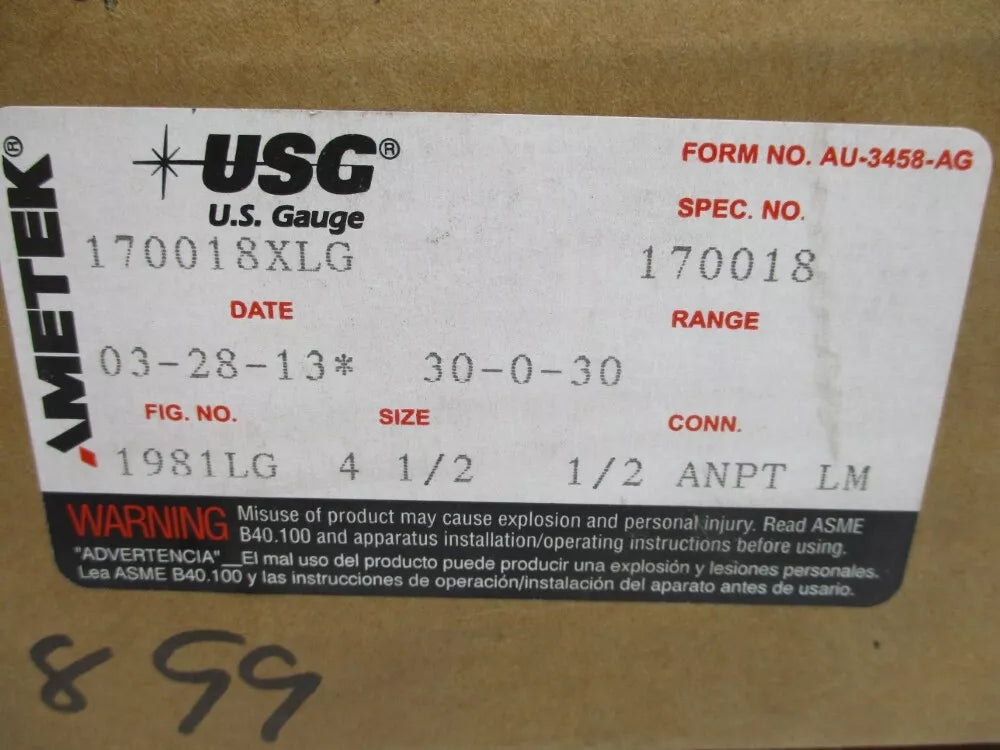 AMETEK®
USG®
U.S. Gauge
FORM NO. AU-3458-AG
SPEC. NO.
170018XLG 170018
DATE RANGE
03-28-13* 30-0-30
FIG. NO. SIZE CONN.
1981LG 4 1/2 1/2 ANPT LM
WARNING Misuse of product may cause explosion and personal injury. Read ASME
B40.100 and apparatus installation/operating instructions before using.
"ADVERTENCIA"__El mal uso del producto puede producir una explosión y lesiones personales.
Lea ASME B40.100 y las instrucciones de operación/instalación del aparato antes de usario.
899